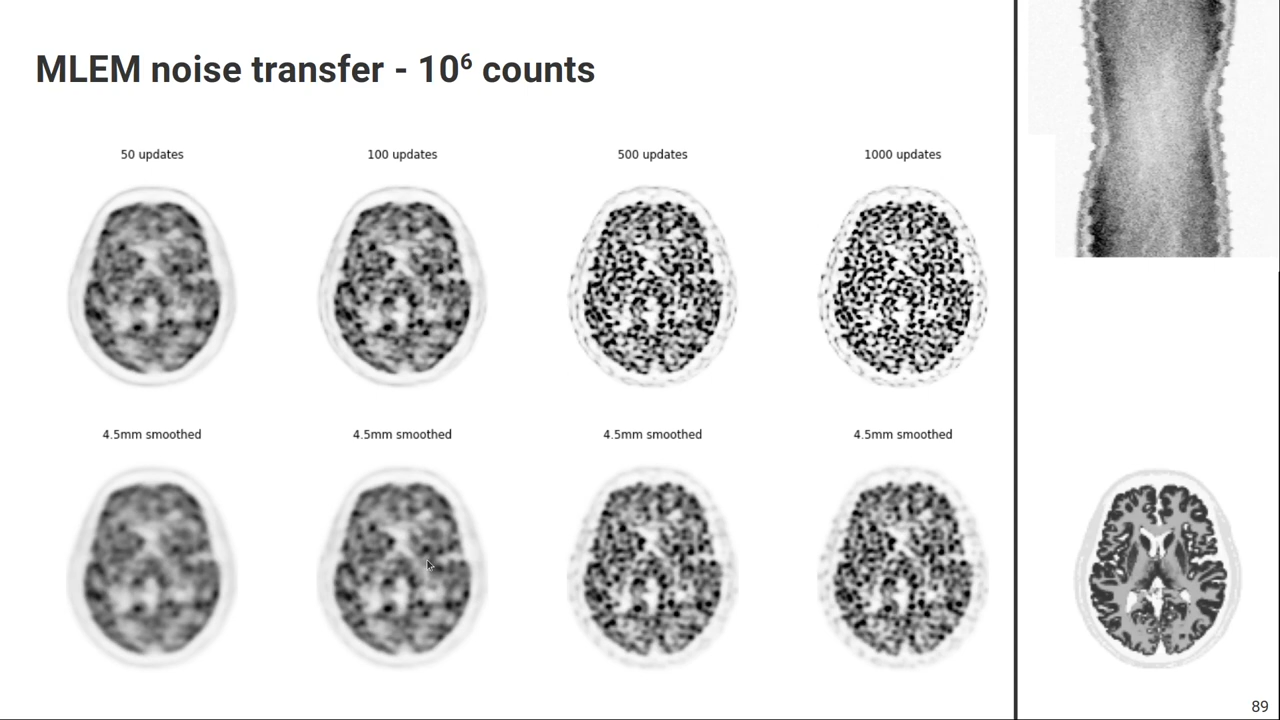 MLEM noise transfer - 10⁶ counts
50 updates
100 updates
500 updates
1000 updates
4.5mm smoothed
4.5mm smoothed
4.5mm smoothed
4.5mm smoothed
89